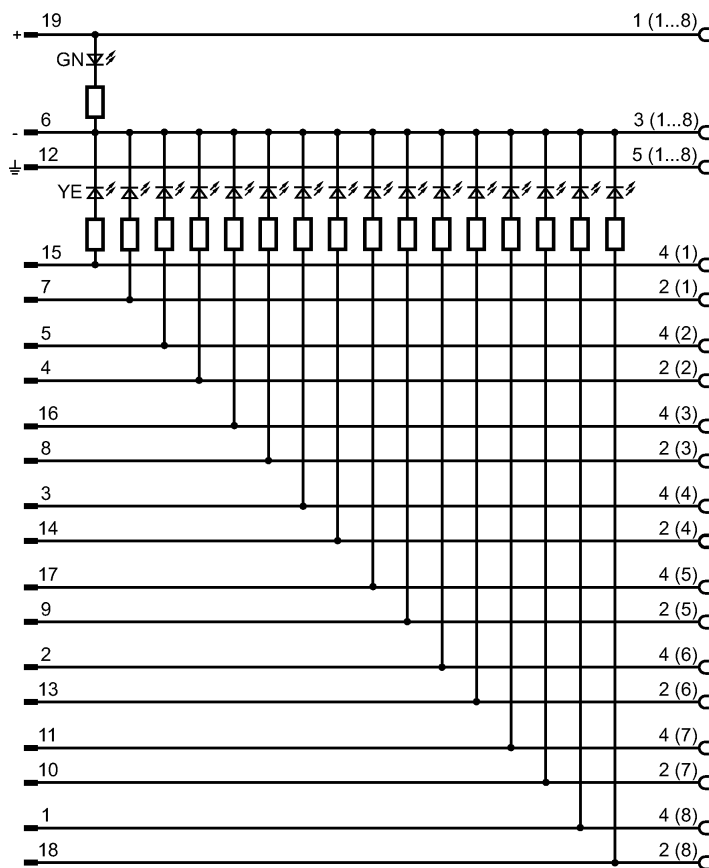 19 1 (1...8)
+
GN
6 3 (1...8)
-
12 5 (1...8)
YE
15 4 (1)
7 2 (1)
5 4 (2)
4 2 (2)
16 4 (3)
8 2 (3)
3 4 (4)
14 2 (4)
17 4 (5)
9 2 (5)
2 4 (6)
13 2 (6)
11 4 (7)
10 2 (7)
1 4 (8)
18 2 (8)